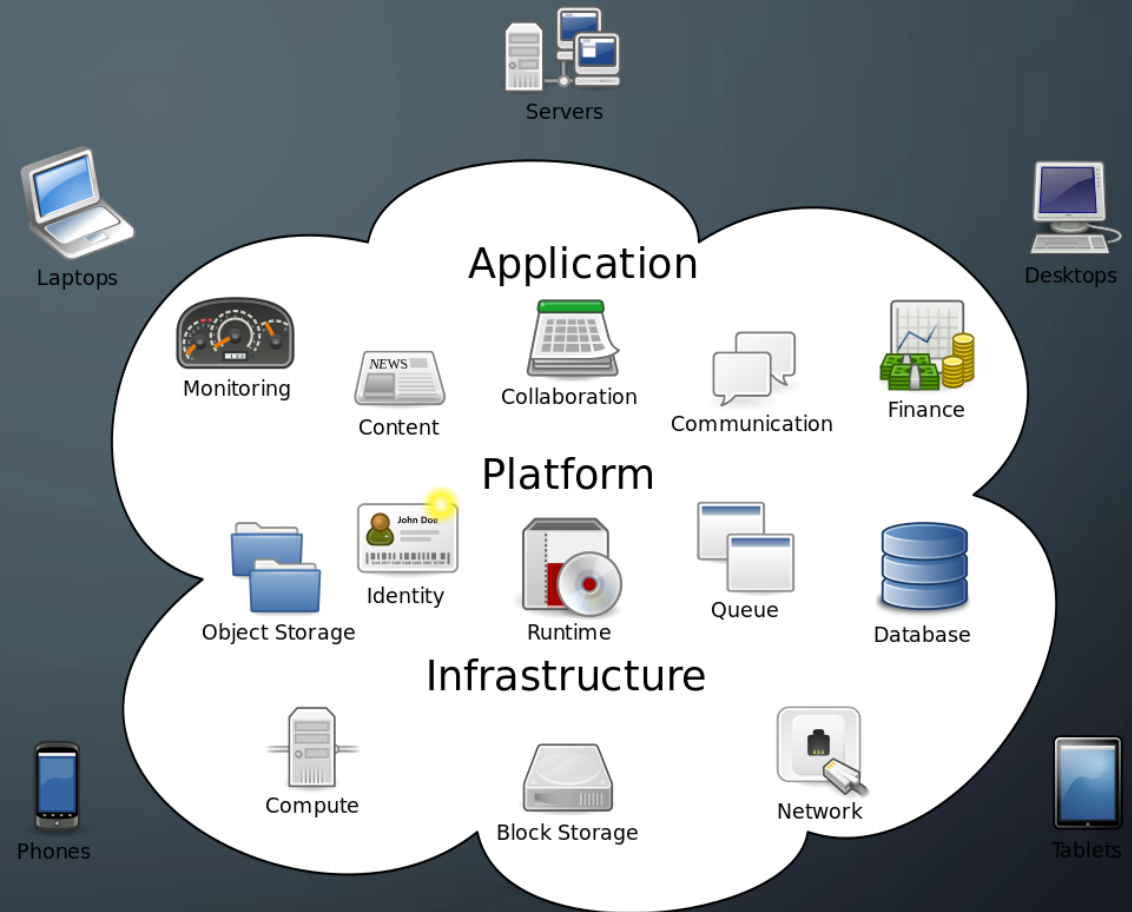 Servers
Laptops
Desktops
Application
Monitoring
NEWS
Content
Collaboration
Communication
Finance
Platform
Object Storage
John Doe
Identity
Runtime
Queue
Database
Infrastructure
Compute
Block Storage
Network
Phones
Tablets